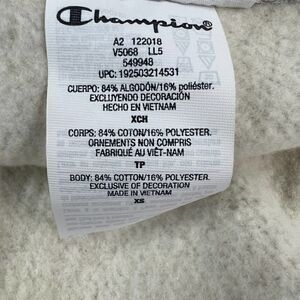 Champion
A2 122018
V5068 LL5
549948
UPC: 192503214531
CUERPO: 84% ALGODÓN/16% poliéster.
EXCLUYENDO DECORACIÓN
HECHO EN VIETNAM
XCH
CORPS: 84% COTON/16% POLYESTER.
ORNEMENTS NON COMPRIS
FABRIQUÉ AU VIÊT-NAM
TP
BODY: 84% COTTON/16% POLYESTER.
EXCLUSIVE OF DECORATION
MADE IN VIETNAM
XS